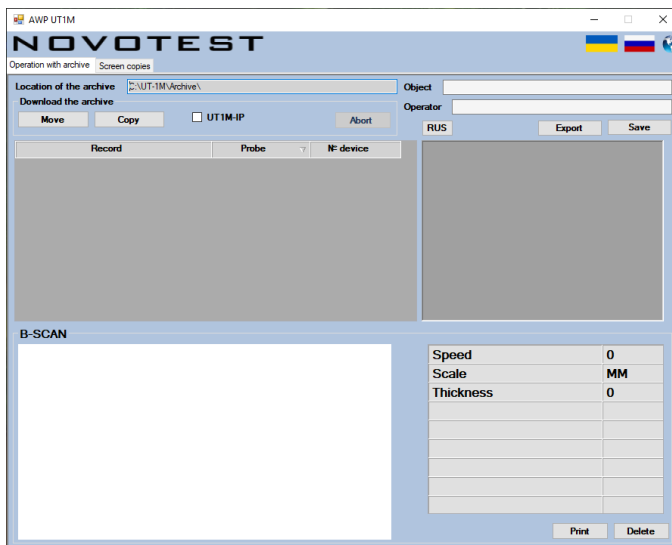 AWP UT1M
NOVOTEST
Operation with archive Screen copies
Location of the archive C:\UT-1M\Archive\ Object
Download the archive
Operator
Move Copy UT1M-IP Abort
RUS Export Save
Record Probe № device
B-SCAN
Speed 0
Scale MM
Thickness 0
Print Delete